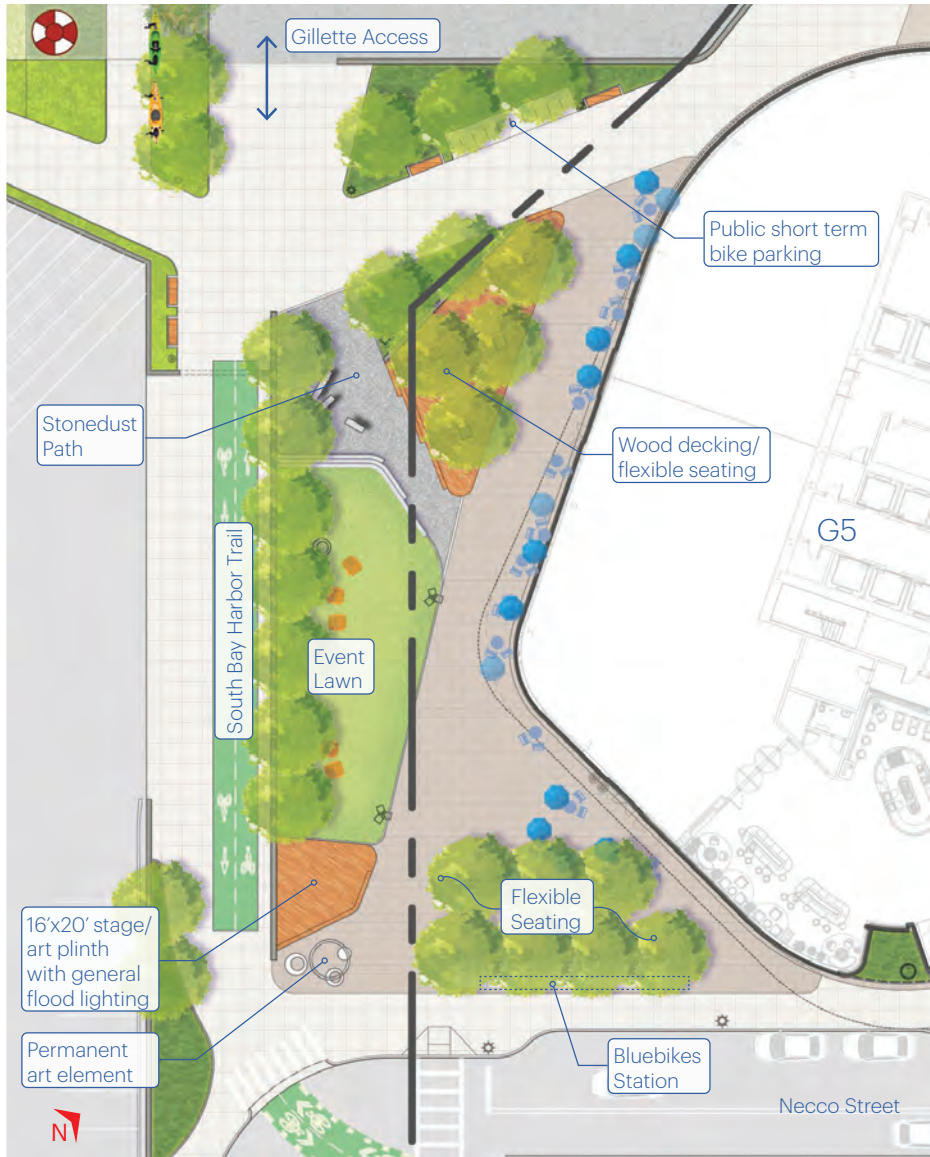 Gillette Access
Public short term
bike parking
Stonedust
Path
Wood decking/
flexible seating
G5
South Bay Harbor Trail
Event
Lawn
16’x20’ stage/
art plinth
with general
flood lighting
Flexible
Seating
Permanent
art element
Bluebikes
Station
Necco Street
N